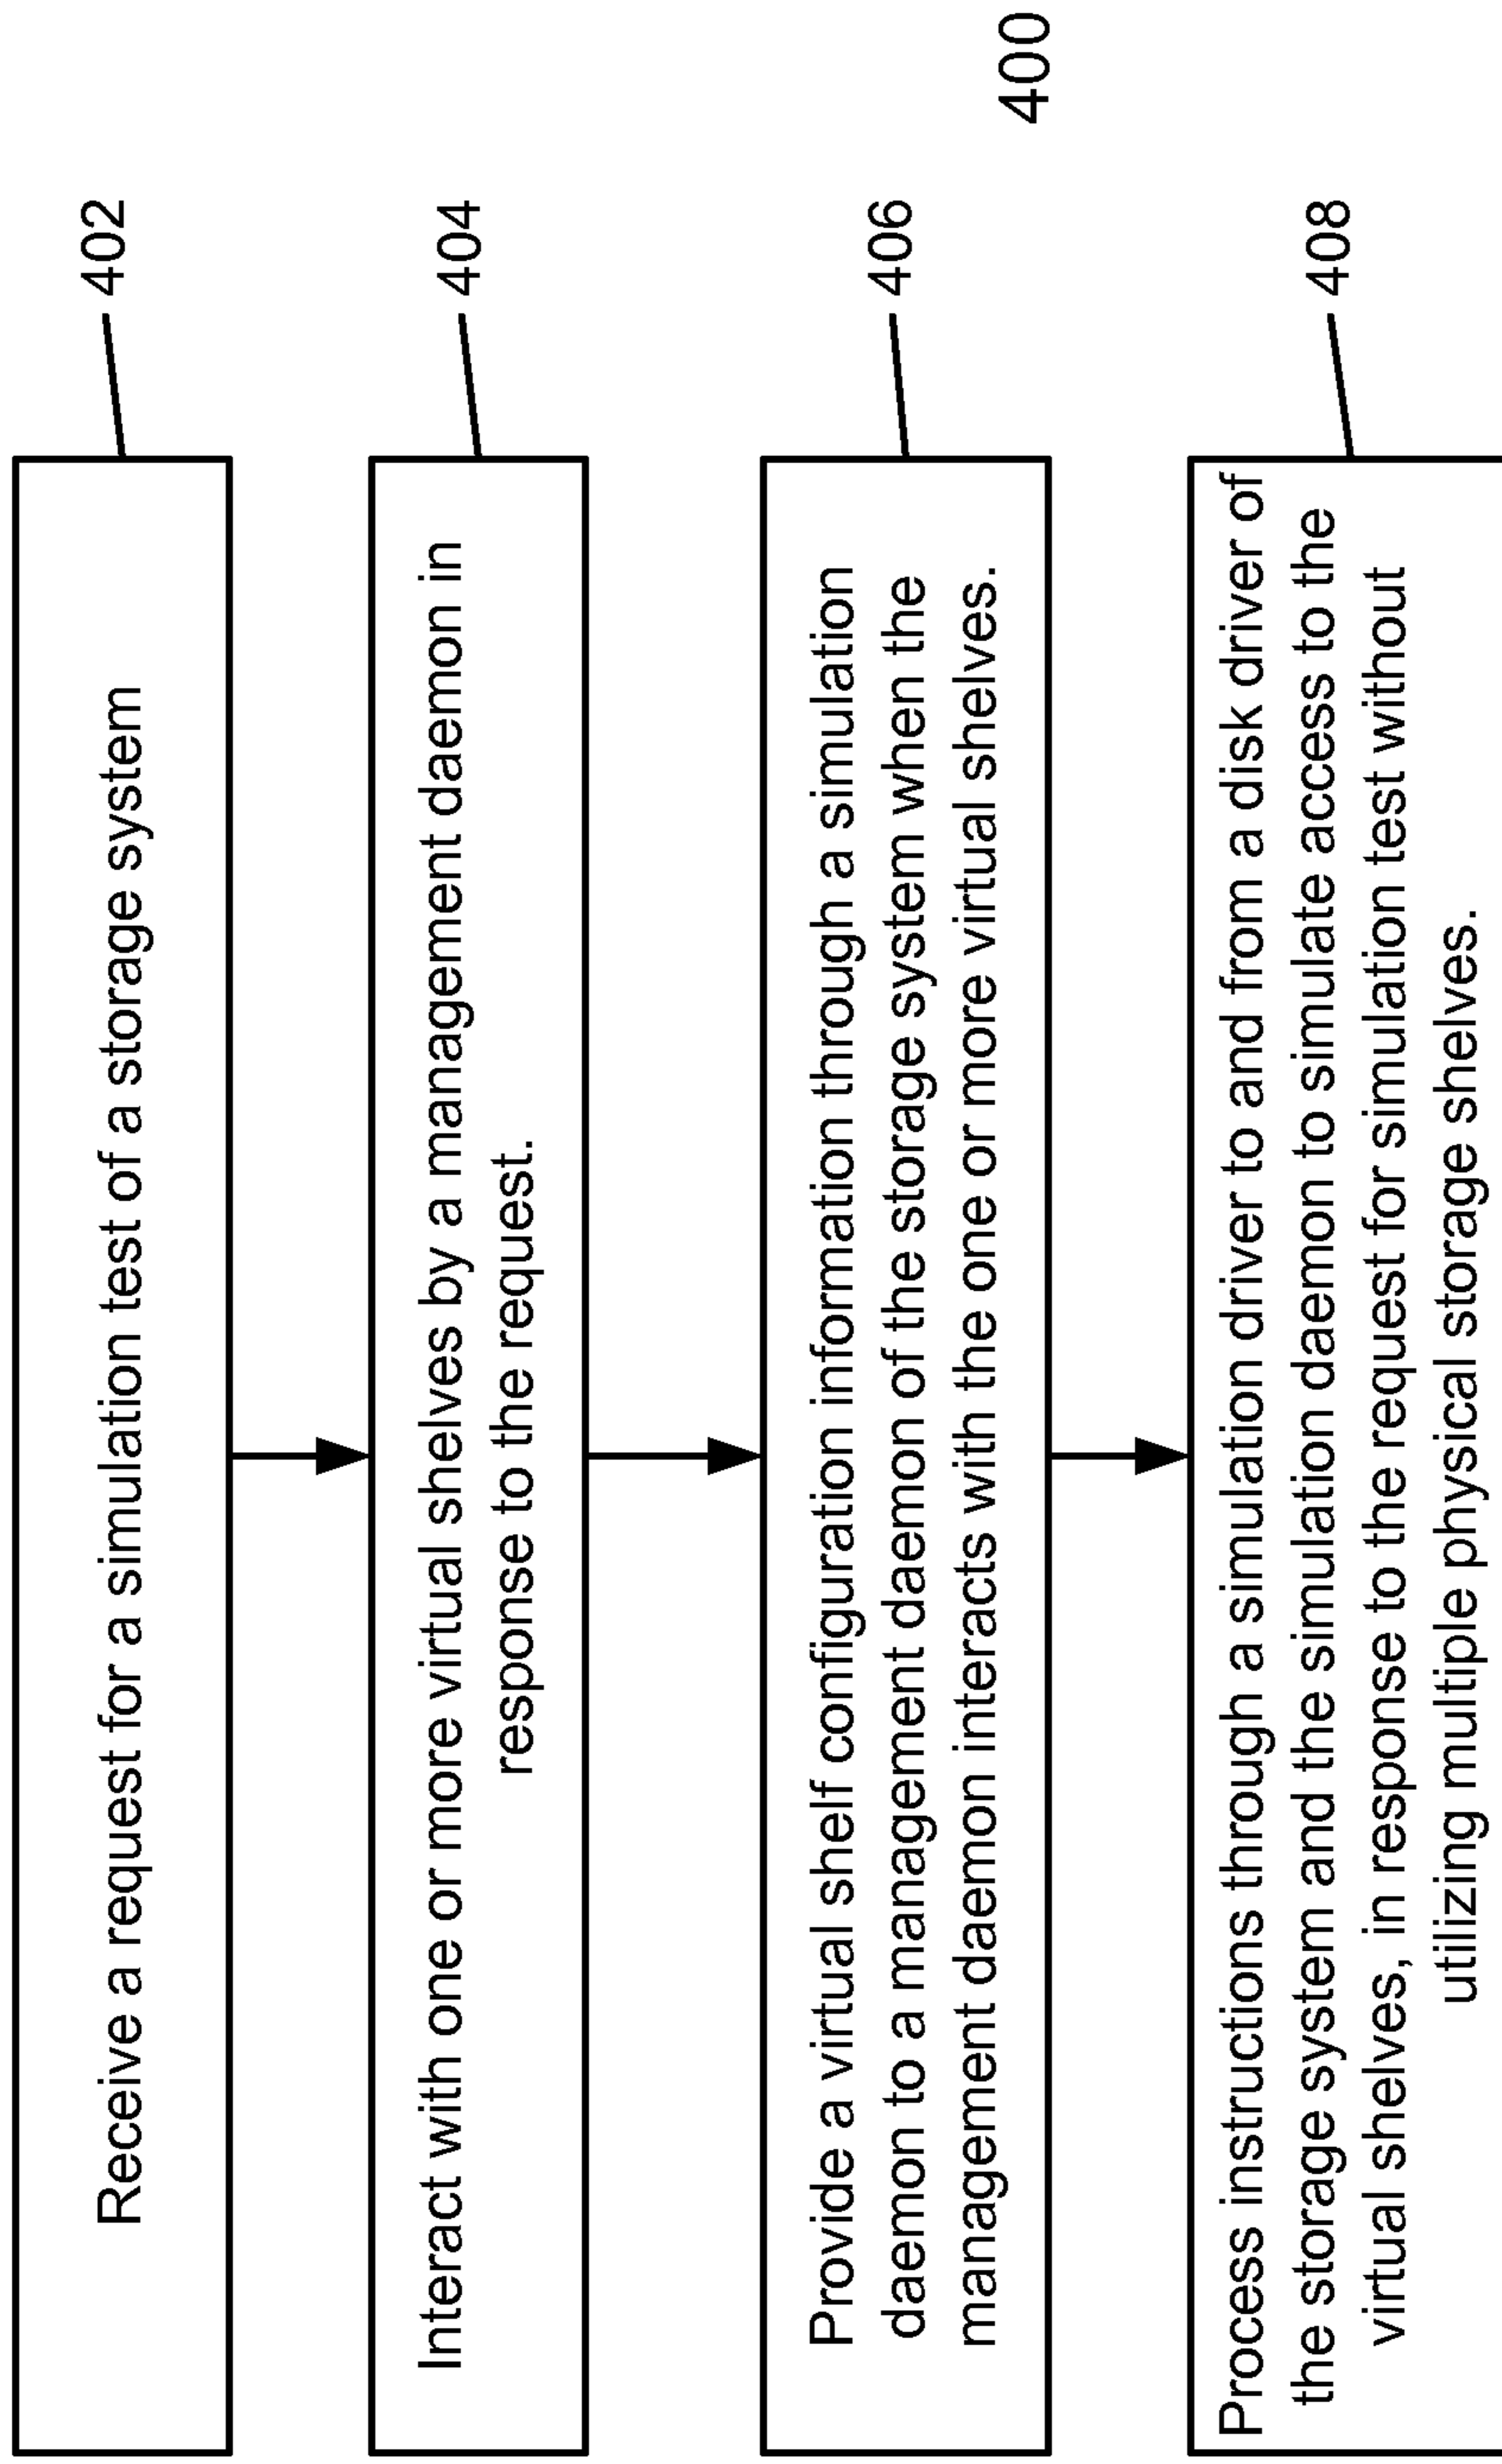 Receive a request for a simulation test of a storage system
402
Interact with one or more virtual shelves by a management daemon in
response to the request.
404
Provide a virtual shelf configuration information through a simulation
daemon to a management daemon of the storage system when the
management daemon interacts with the one or more virtual shelves.
406
Process instructions through a simulation driver to and from a disk driver of
the storage system and the simulation daemon to simulate access to the
virtual shelves, in response to the request for simulation test without
utilizing multiple physical storage shelves.
408
400